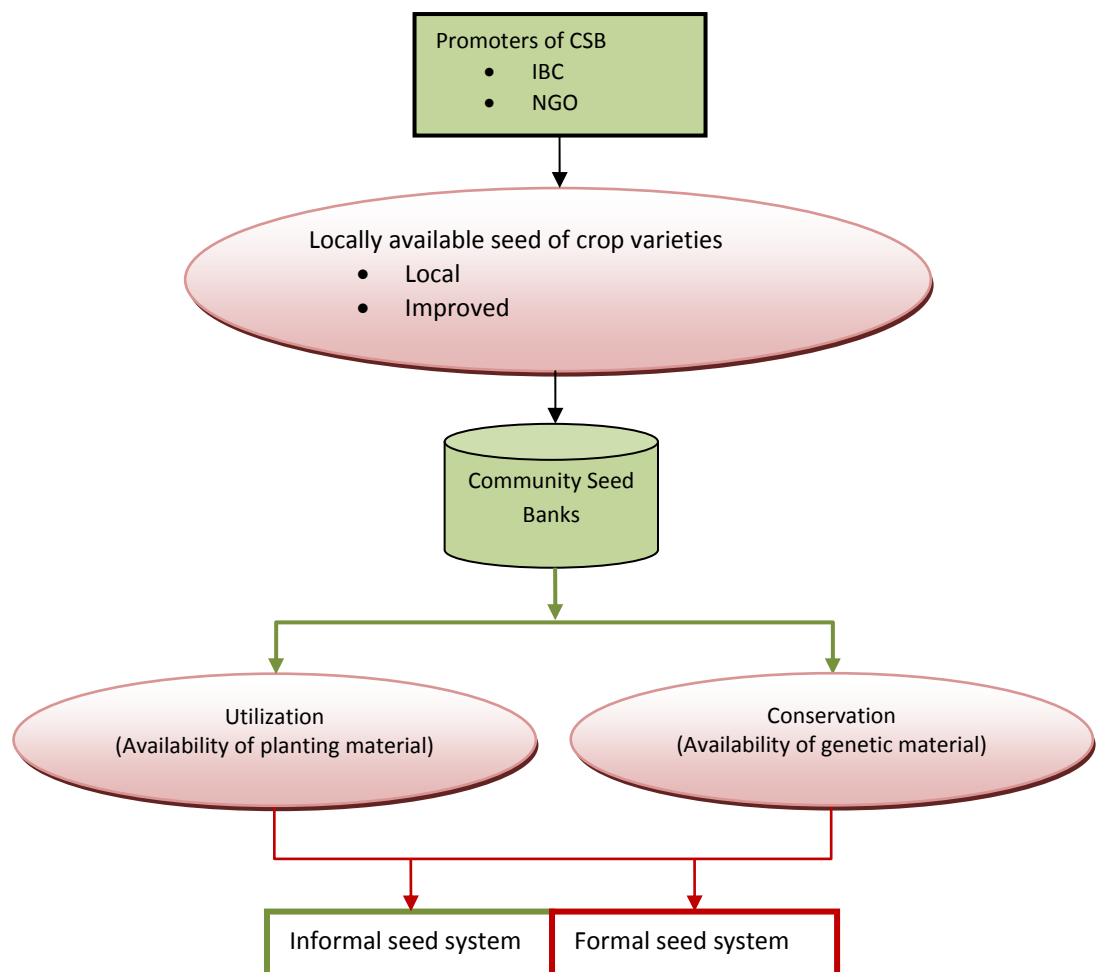 Promoters of CSB
• IBC
• NGO
Locally available seed of crop varieties
• Local
• Improved
Community Seed
Banks
Utilization
(Availability of planting material)
Conservation
(Availability of genetic material)
Informal seed system
Formal seed system